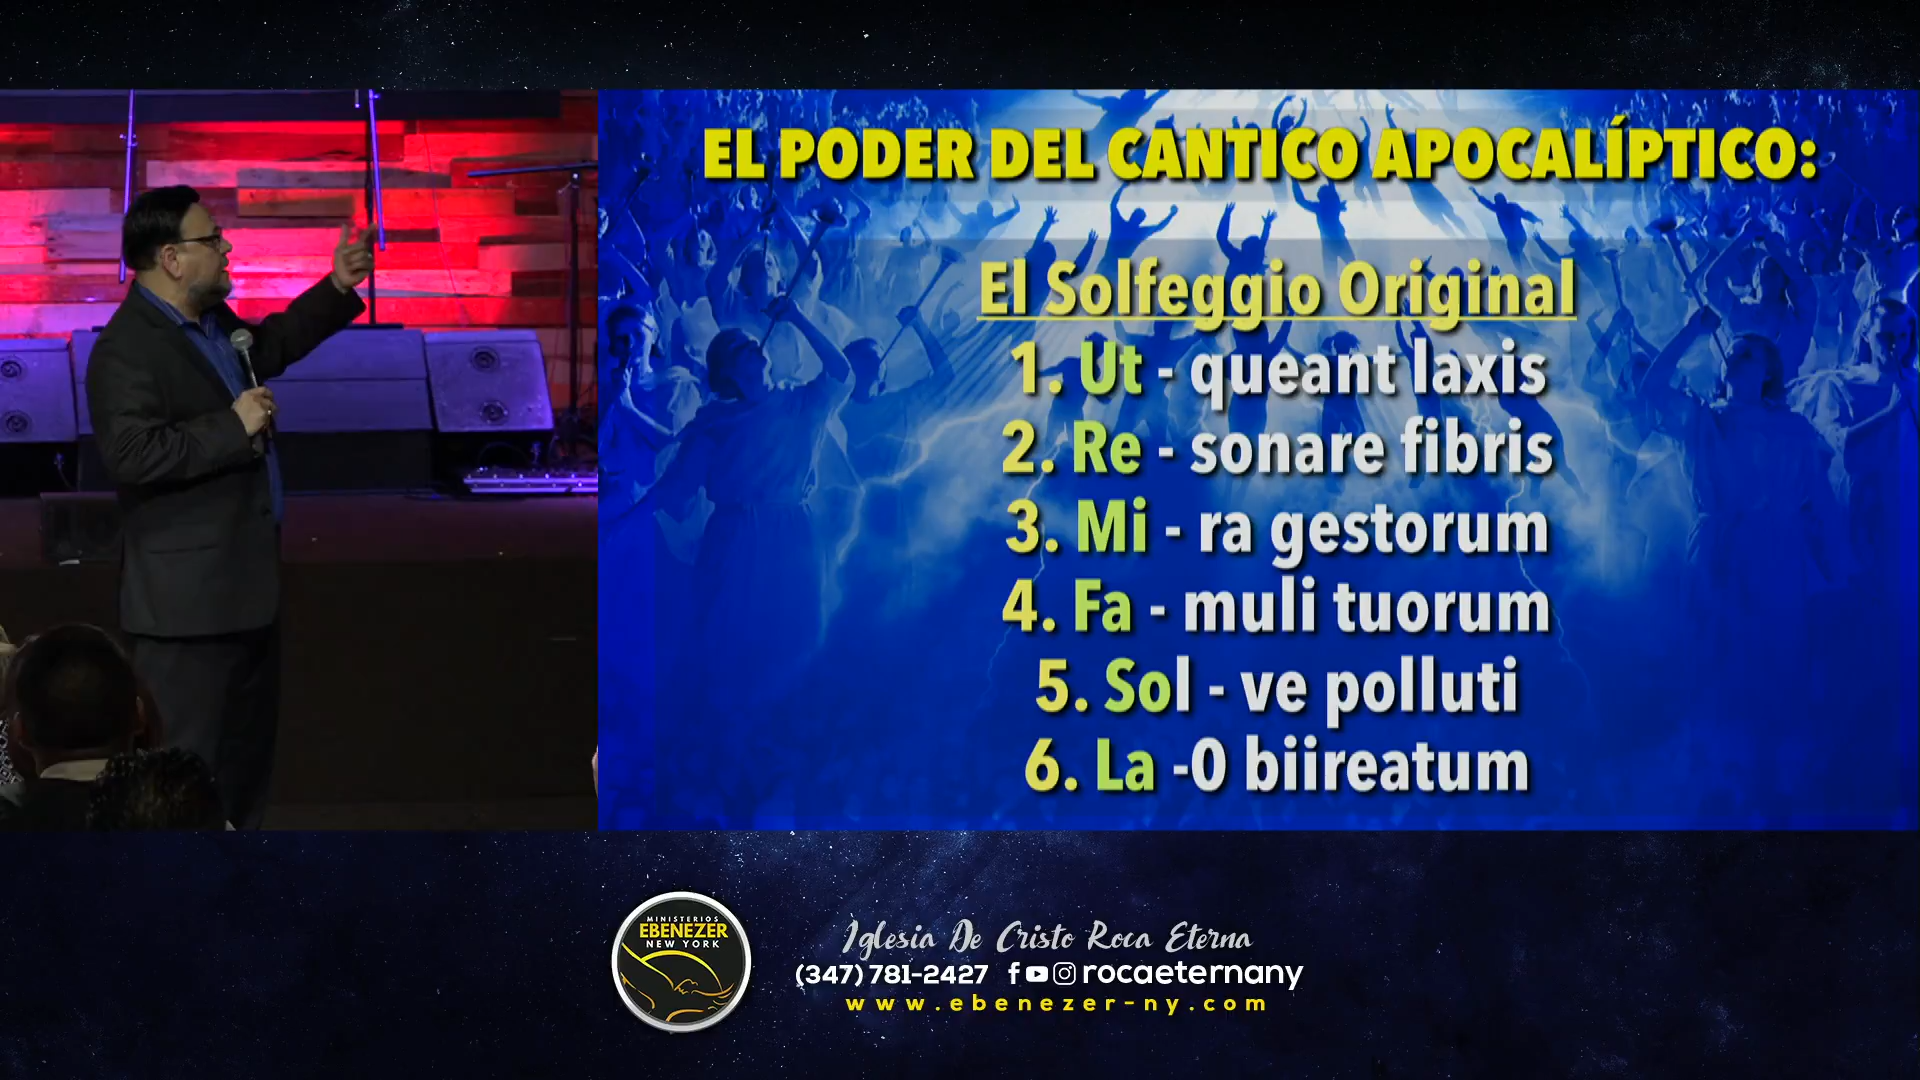 EL PODER DEL CANTICO APOCALÍPTICO:
El Solfeggio Original
1. Ut - queant laxis
2. Re - sonare fibris
3. Mi - ra gestorum
4. Fa - muli tuorum
5. Sol - ve polluti
6. La -0 biireatum
MINISTERIOS
EBENEZER
NEW YORK
Iglesia De Cristo Roca Eterna
(347) 781-2427 rocaeternany
www.ebenezer-ny.com